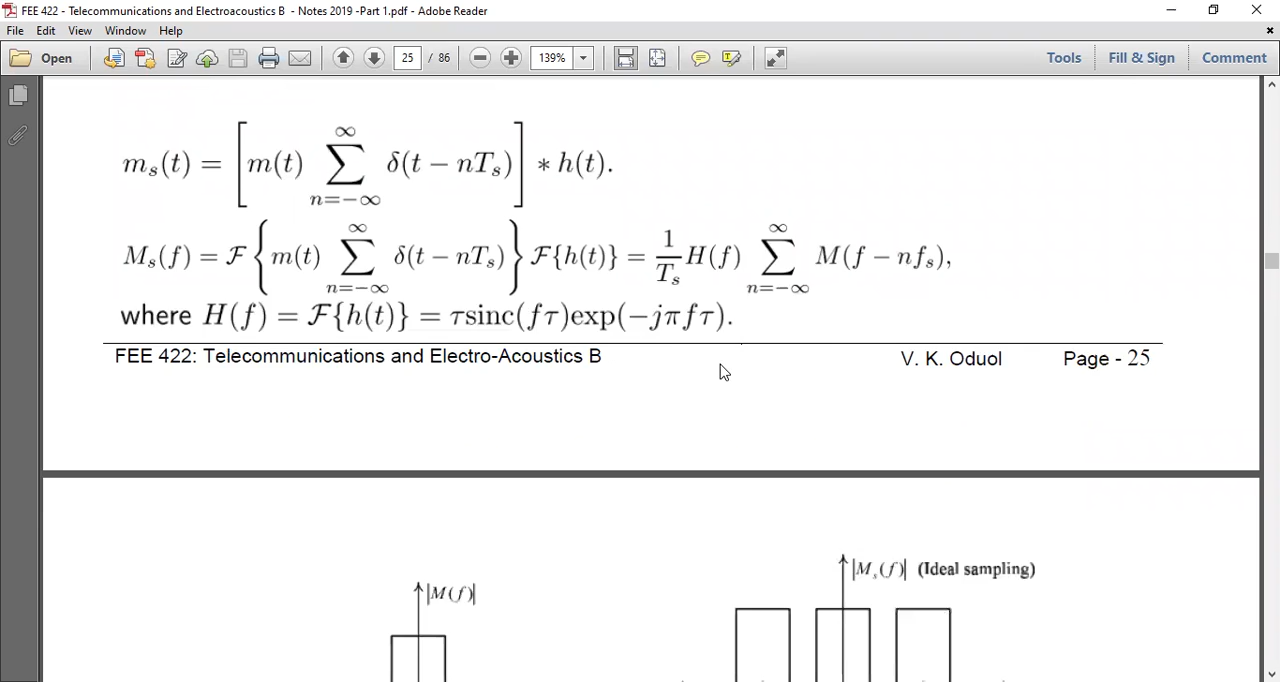 FEE 422 - Telecommunications and Electroacoustics B - Notes 2019 -Part 1.pdf - Adobe Reader
File Edit View Window Help
Open 25 / 86 139% Tools Fill & Sign Comment
m_s(t) = [m(t) ∑_{n=−∞}^{∞} δ(t − nT_s)] ∗ h(t).
M_s(f) = ℱ{m(t) ∑_{n=−∞}^{∞} δ(t − nT_s)} ℱ{h(t)} = \frac{1}{T_s} H(f) ∑_{n=−∞}^{∞} M(f − nf_s),
where H(f) = ℱ{h(t)} = τsinc(fτ)exp(−jπfτ).
FEE 422: Telecommunications and Electro-Acoustics B V. K. Oduol Page - 25
|M_s(f)| (Ideal sampling)
|M(f)|